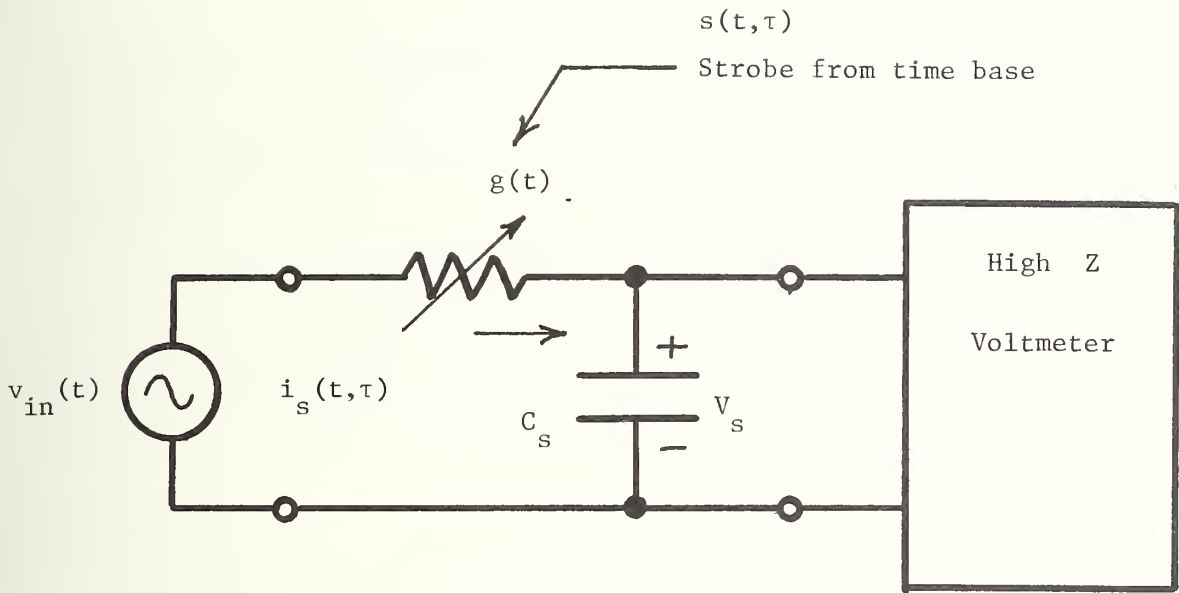 s(t,τ)
Strobe from time base
g(t)
High Z
Voltmeter
v_in(t)
i_s(t,τ)
+
C_s
V_s
−